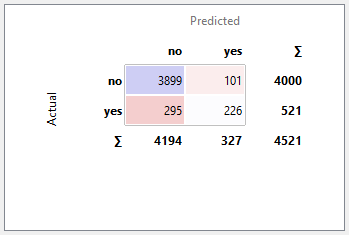 Predicted
no yes ∑
Actual
no 3899 101 4000
yes 295 226 521
∑ 4194 327 4521